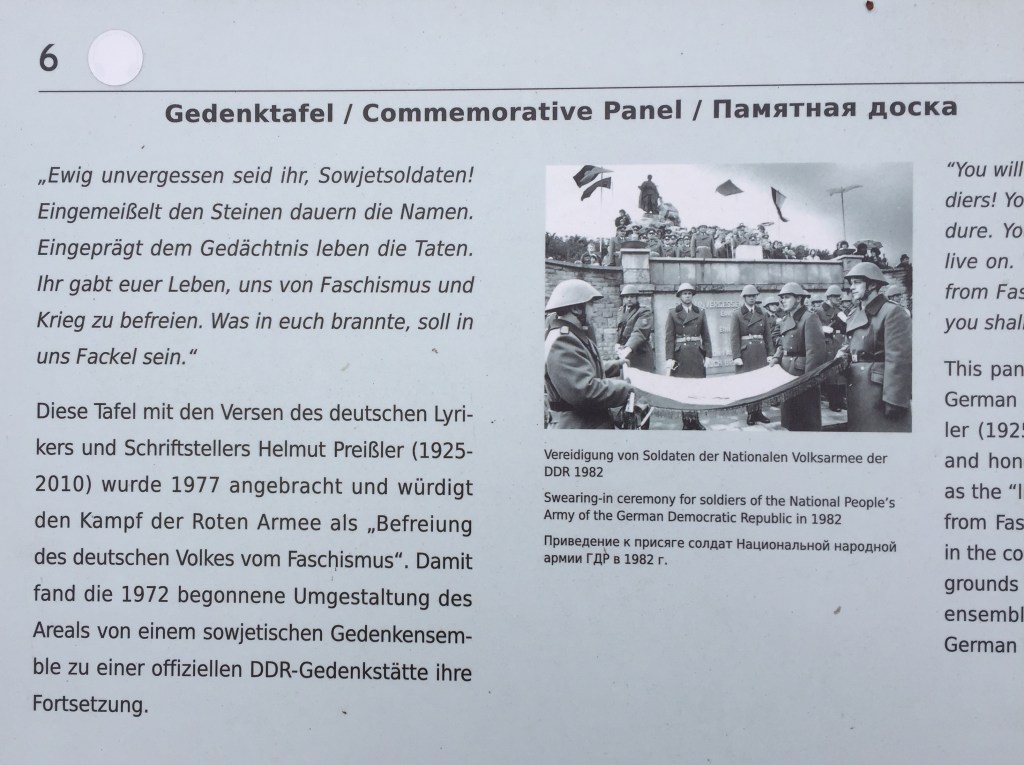 6
Gedenktafel / Commemorative Panel / Памятная доска
„Ewig unvergessen seid ihr, Sowjetsoldaten!
Eingemeißelt den Steinen dauern die Namen.
Eingeprägt dem Gedächtnis leben die Taten.
Ihr gabt euer Leben, uns von Faschismus und
Krieg zu befreien. Was in euch brannte, soll in
uns Fackel sein.“
Diese Tafel mit den Versen des deutschen Lyri-
kers und Schriftstellers Helmut Preißler (1925-
2010) wurde 1977 angebracht und würdigt
den Kampf der Roten Armee als „Befreiung
des deutschen Volkes vom Faschismus“. Damit
fand die 1972 begonnene Umgestaltung des
Areals von einem sowjetischen Gedenkensem-
ble zu einer offiziellen DDR-Gedenkstätte ihre
Fortsetzung.
Vereidigung von Soldaten der Nationalen Volksarmee der
DDR 1982
Swearing-in ceremony for soldiers of the National People’s
Army of the German Democratic Republic in 1982
Приведение к присяге солдат Национальной народной
армии ГДР в 1982 г.
“You will
diers! Yo
dure. Yo
live on.
from Fas
you shal
This pan
German
ler (192
and hon
as the “l
from Fas
in the co
grounds
ensembl
German